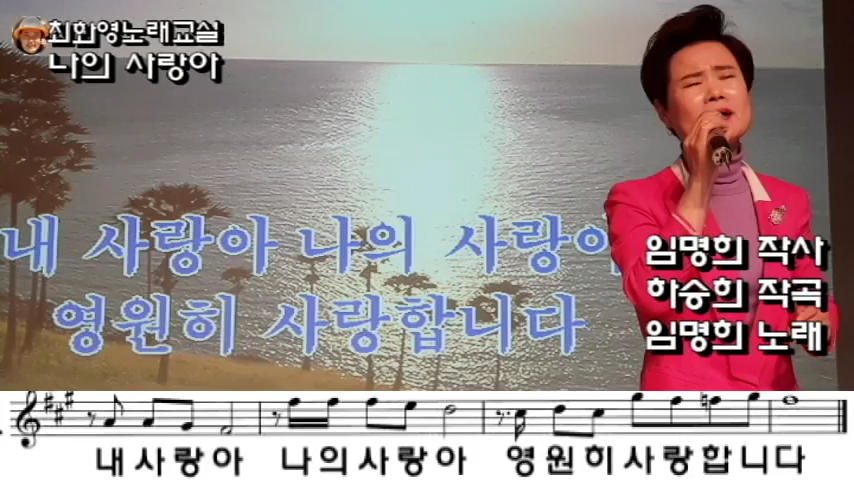 최환영노래교실
나의 사랑아
내 사랑아 나의 사랑아
영원히 사랑합니다
임명희 작사
하승희 작곡
임명희 노래
내사랑아 나의사랑아 영원히사랑합니다